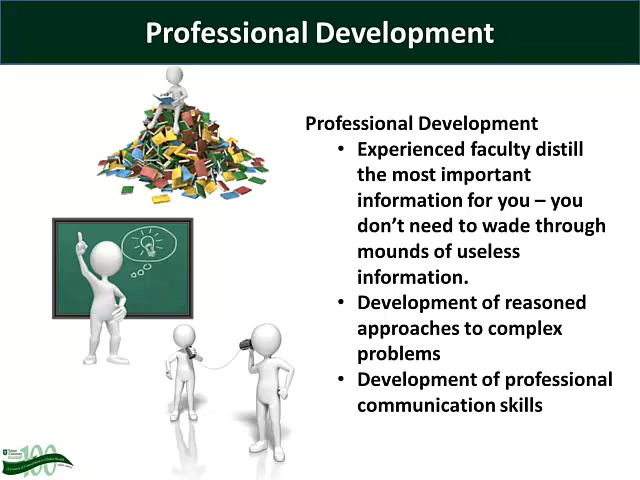 Professional Development
Professional Development
• Experienced faculty distill
the most important
information for you – you
don’t need to wade through
mounds of useless
information.
• Development of reasoned
approaches to complex
problems
• Development of professional
communication skills
100